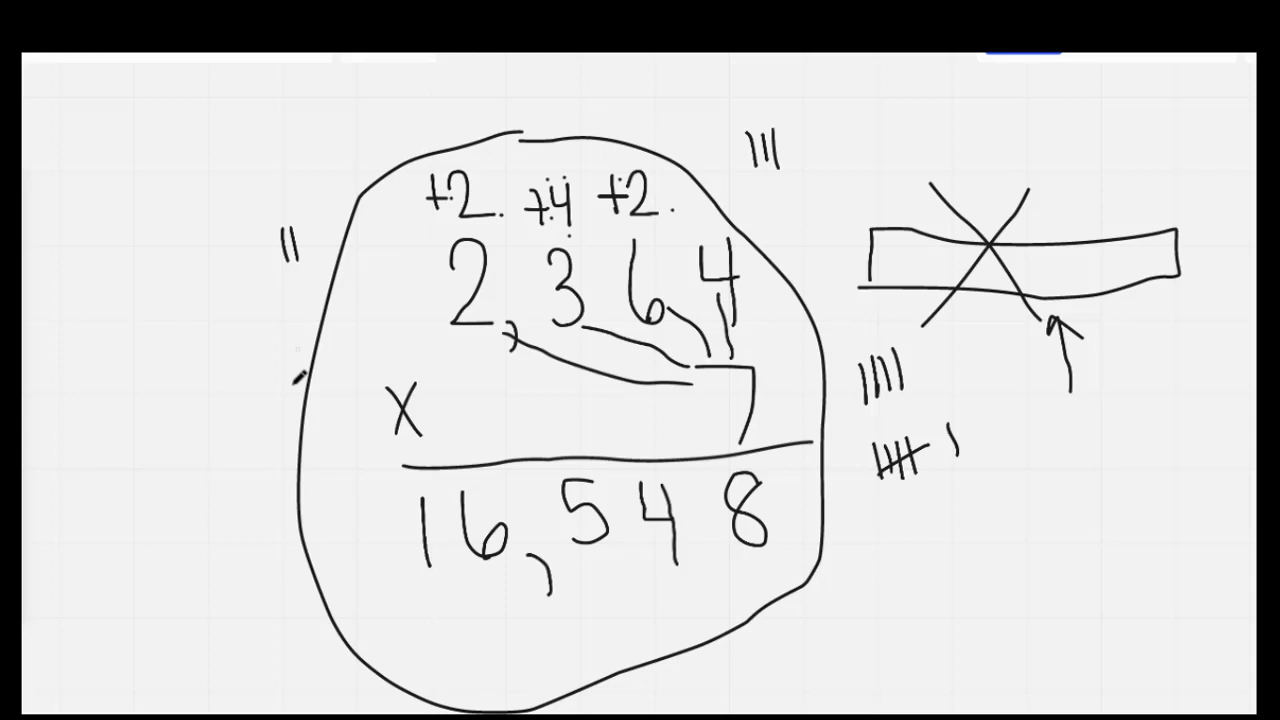 +2 +4 +2
2,364
x 7
16,548